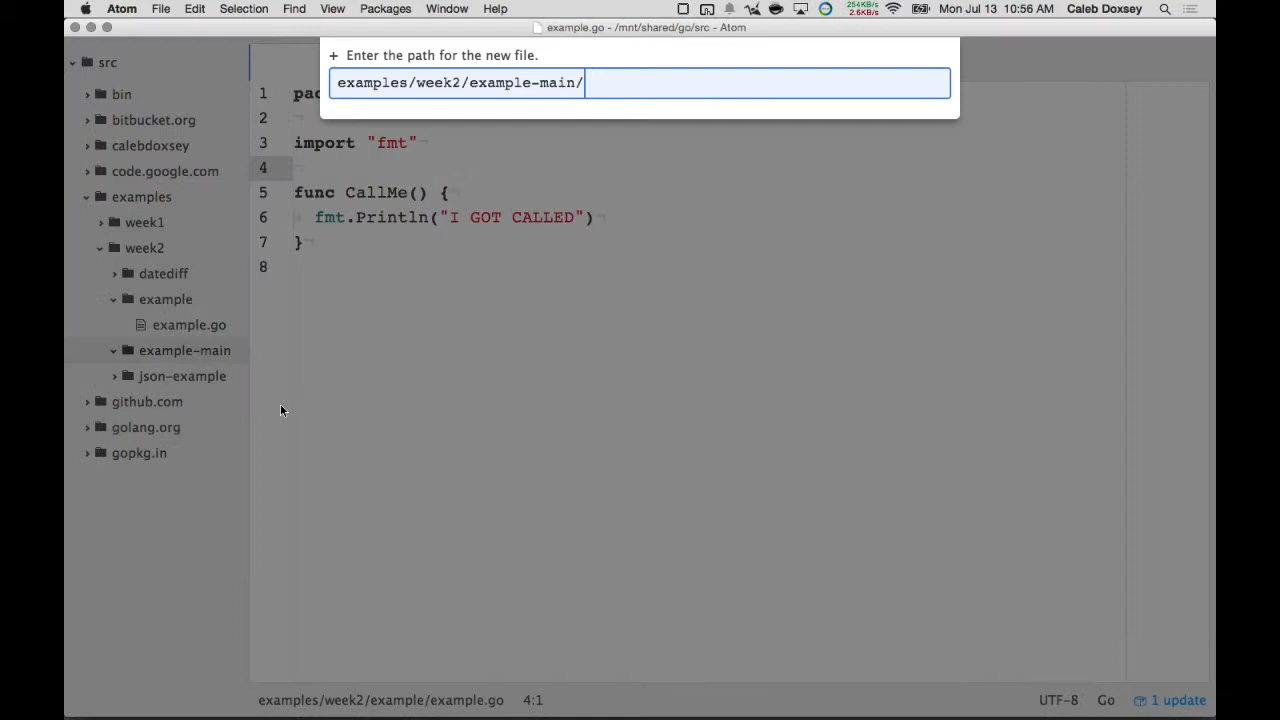 Atom File Edit Selection Find View Packages Window Help 254KB/s 2.6KB/s Mon Jul 13 10:56 AM Caleb Doxsey
example.go - /mnt/shared/go/src - Atom
+ Enter the path for the new file.
examples/week2/example-main/
src
bin
bitbucket.org
calebdoxsey
code.google.com
examples
week1
week2
datediff
example
example.go
example-main
json-example
github.com
golang.org
gopkg.in
1 pac
2
3 import "fmt"
4
5 func CallMe() {
6 fmt.Println("I GOT CALLED")
7 }
8
examples/week2/example/example.go 4:1 UTF-8 Go 1 update